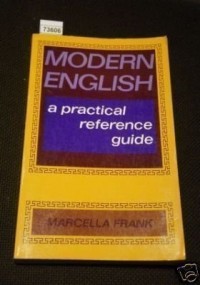 73606
MODERN
ENGLISH
a practical
reference
guide
MARCELLA FRANK